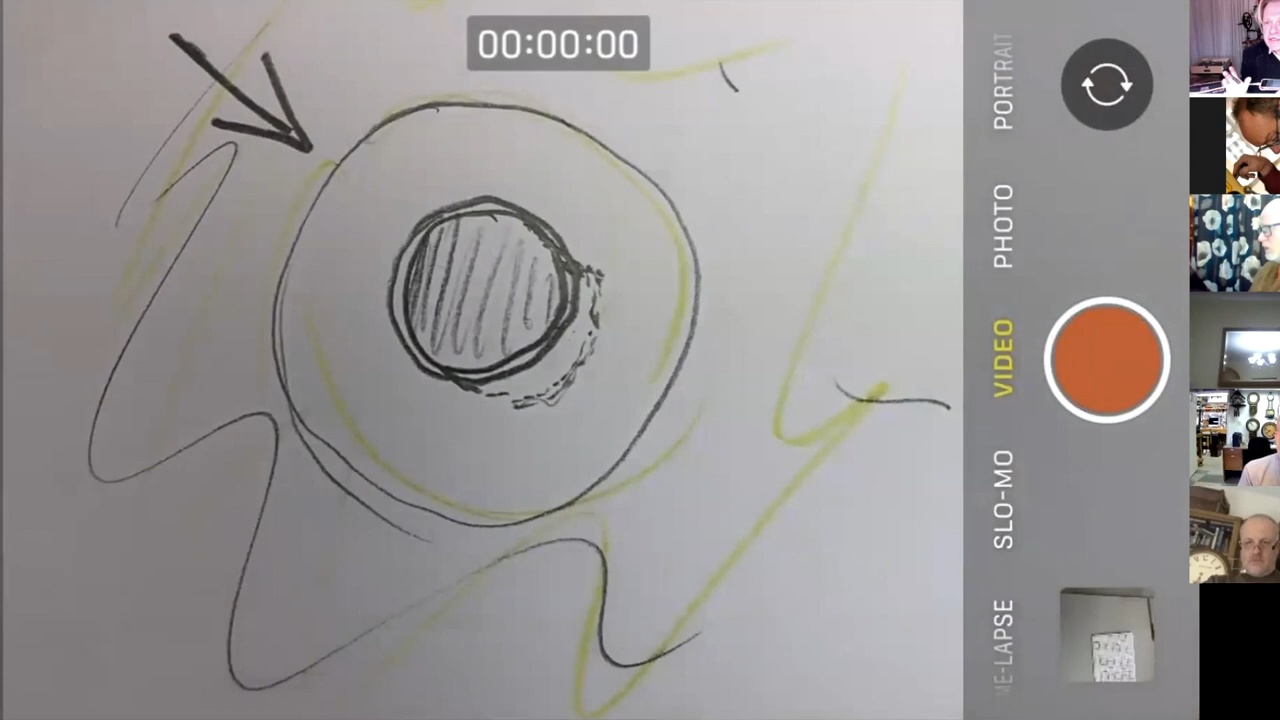 00:00:00
PORTRAIT
PHOTO
VIDEO
SLO-MO
ME-LAPSE